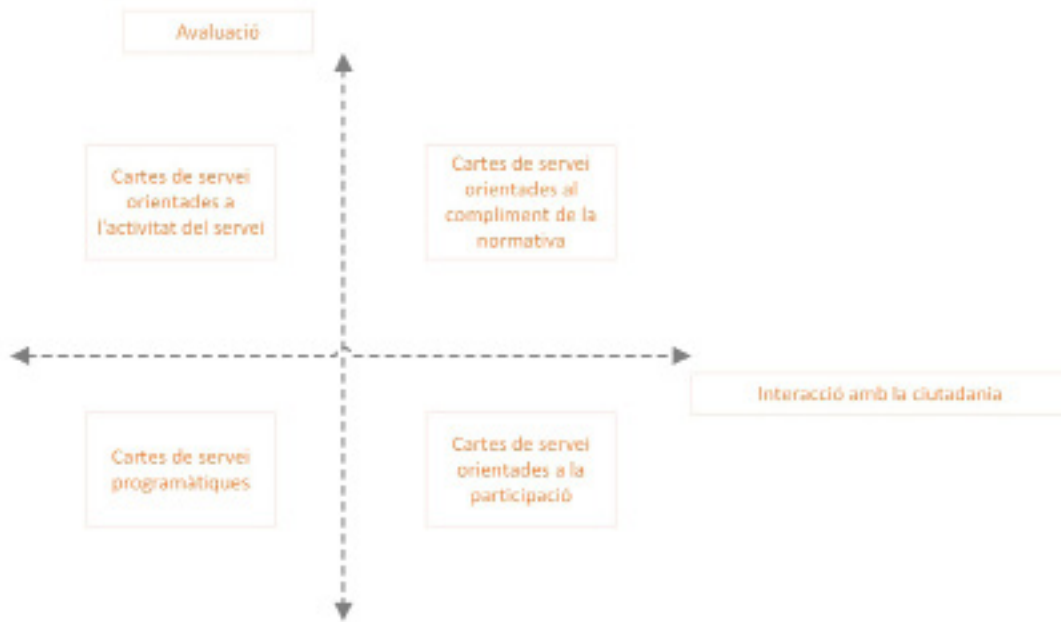 Avaluació
Cartes de servei
orientades a
l'activitat del servei
Cartes de servei
orientades al
compliment de la
normativa
Interacció amb la ciutadania
Cartes de servei
programàtiques
Cartes de servei
orientades a la
participació